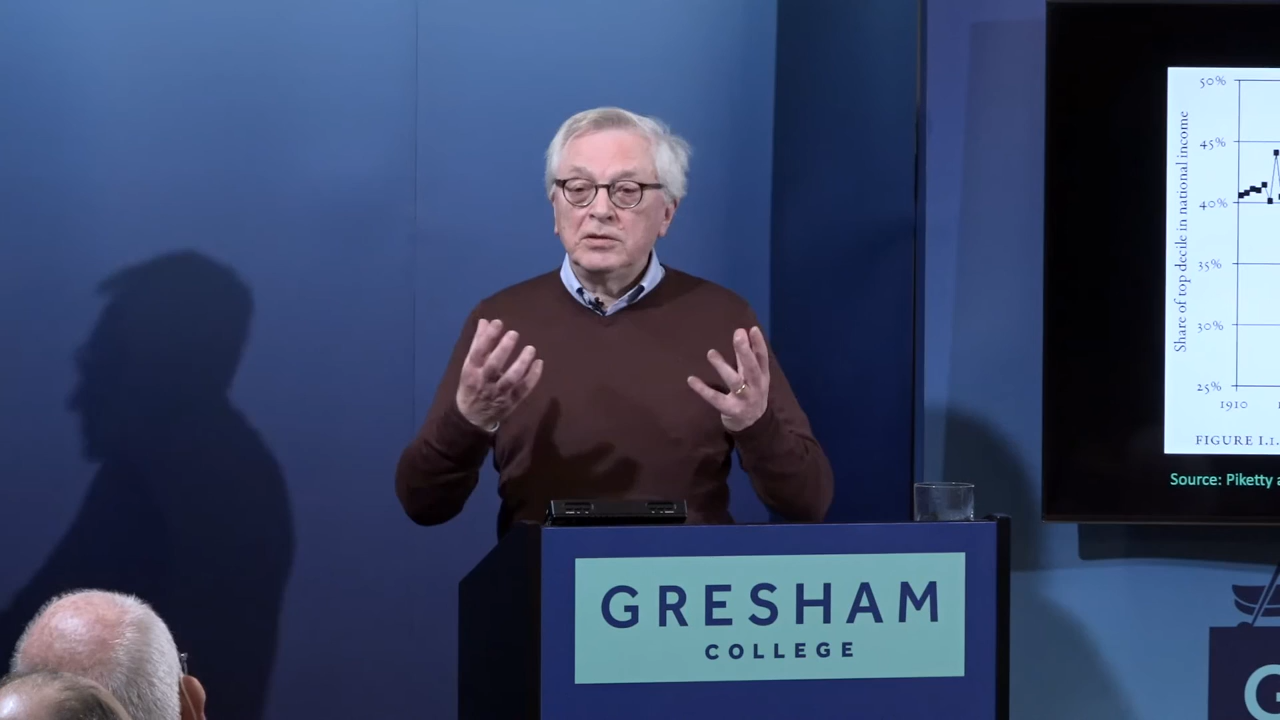 50%
45%
40%
35%
30%
25%
Share of top decile in national income
1910
FIGURE I.1.
Source: Piketty a
GRESHAM
COLLEGE
G